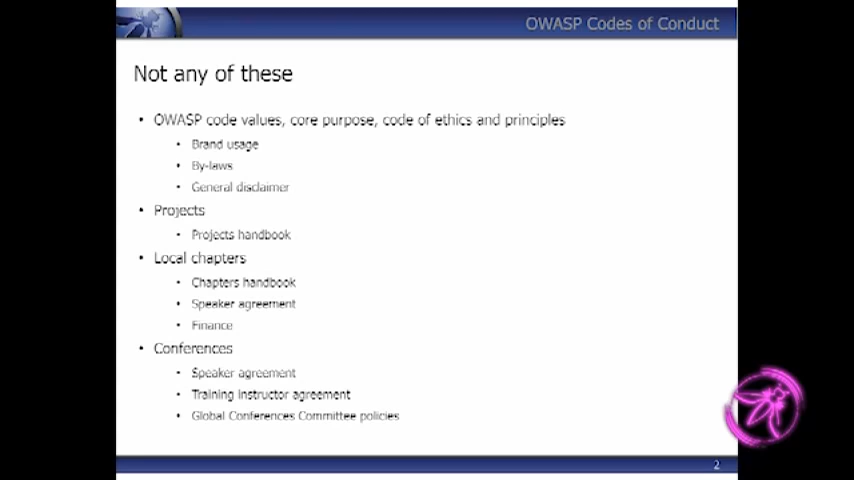 OWASP Codes of Conduct
Not any of these
• OWASP code values, core purpose, code of ethics and principles
• Brand usage
• By-laws
• General disclaimer
• Projects
• Projects handbook
• Local chapters
• Chapters handbook
• Speaker agreement
• Finance
• Conferences
• Speaker agreement
• Training instructor agreement
• Global Conferences Committee policies
2